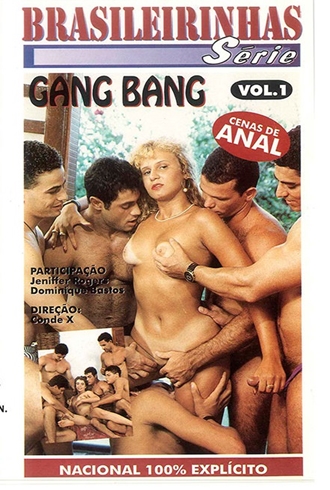 BRASILEIRINHAS
Série
GANG BANG
VOL.1
CENAS DE
ANAL
PARTICIPAÇÃO
Jeniffer Rogers
Dominique Bastos
DIREÇÃO:
Conde X
N.
NACIONAL 100% EXPLÍCITO